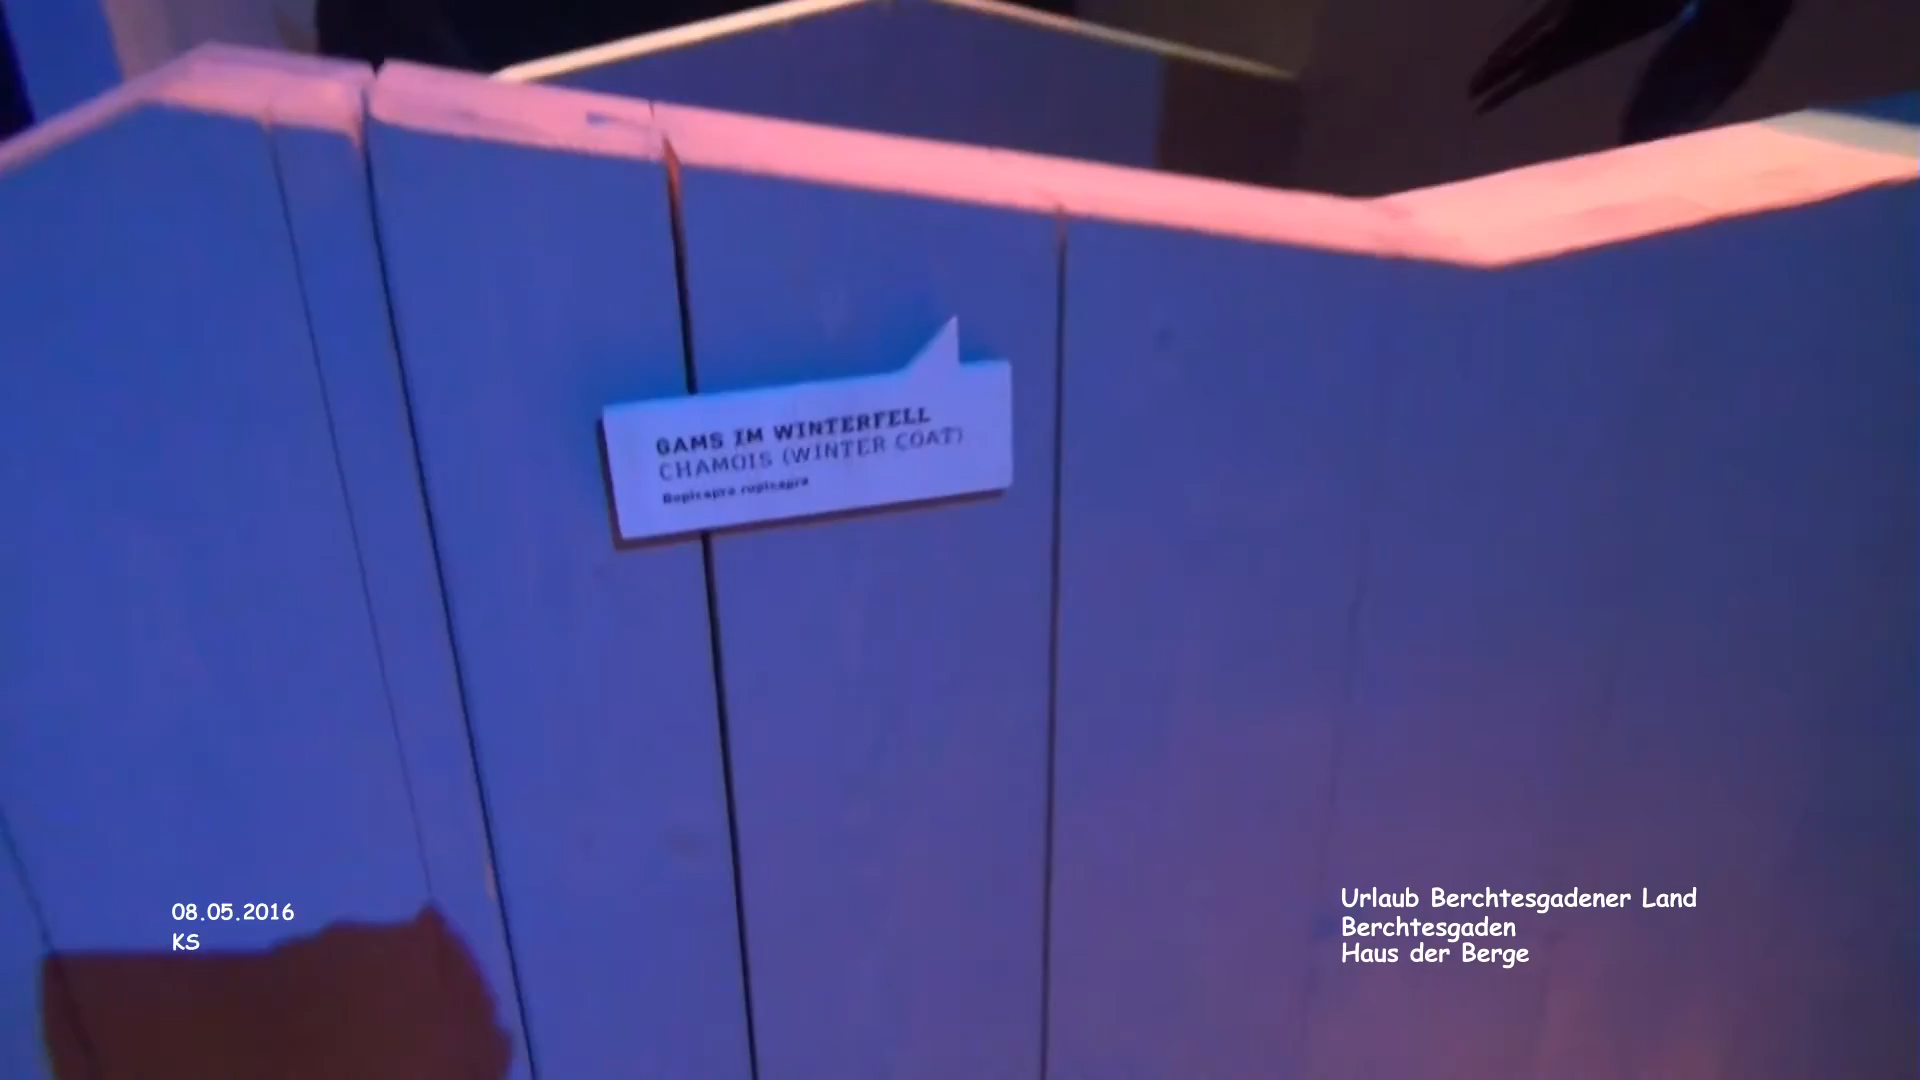 GAMS IM WINTERFELL
CHAMOIS (WINTER COAT)
Rupicapra rupicapra
08.05.2016
KS
Urlaub Berchtesgadener Land
Berchtesgaden
Haus der Berge